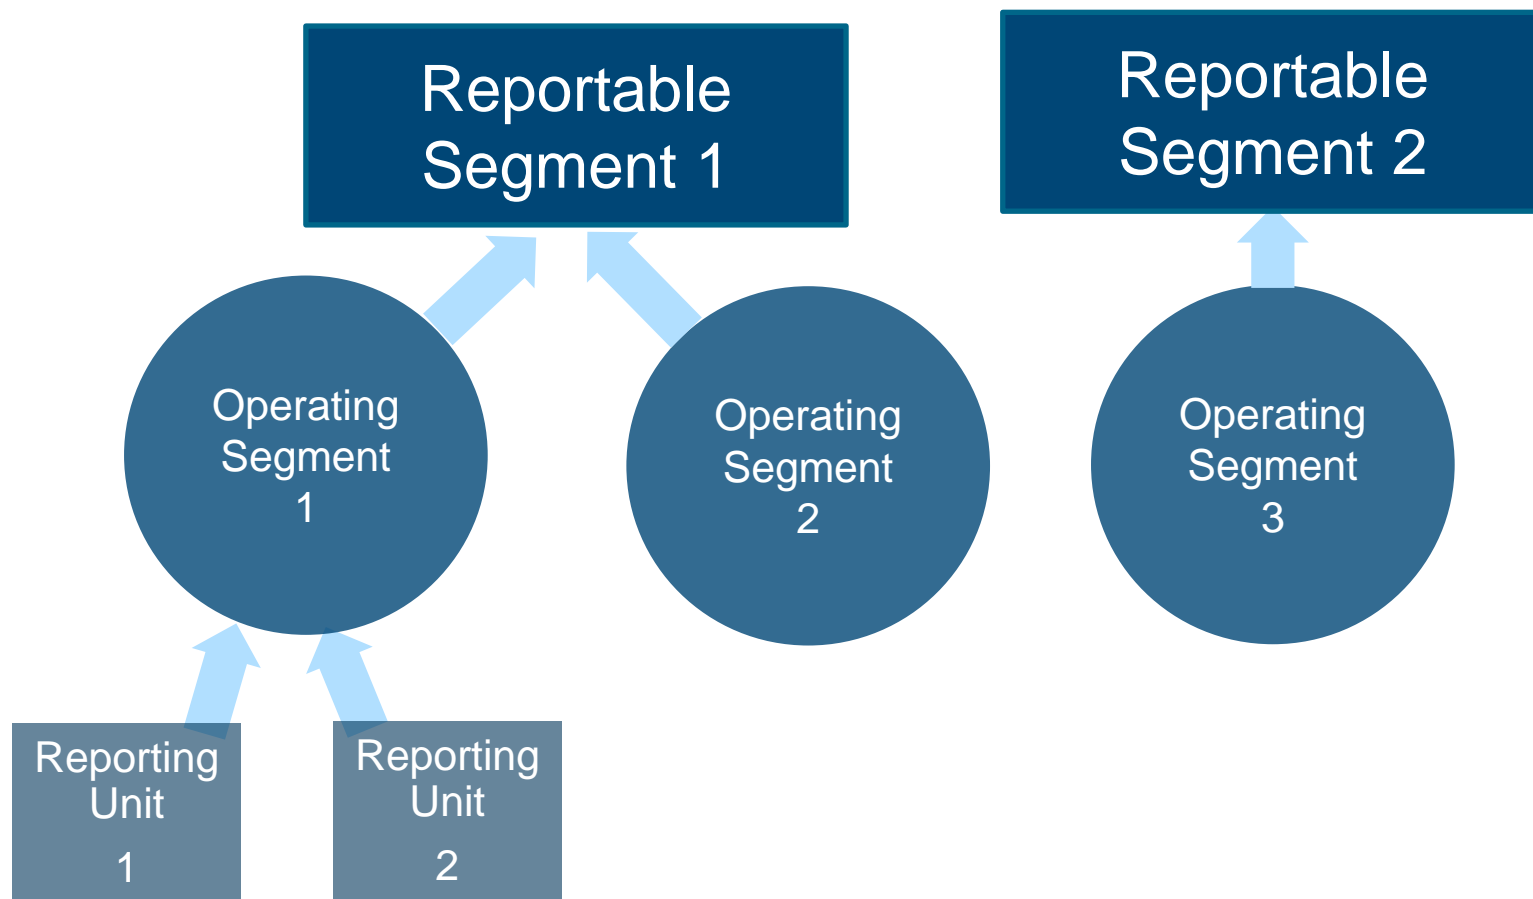 Reportable
Segment 1
Reportable
Segment 2
Operating
Segment
1
Operating
Segment
2
Operating
Segment
3
Reporting
Unit
1
Reporting
Unit
2